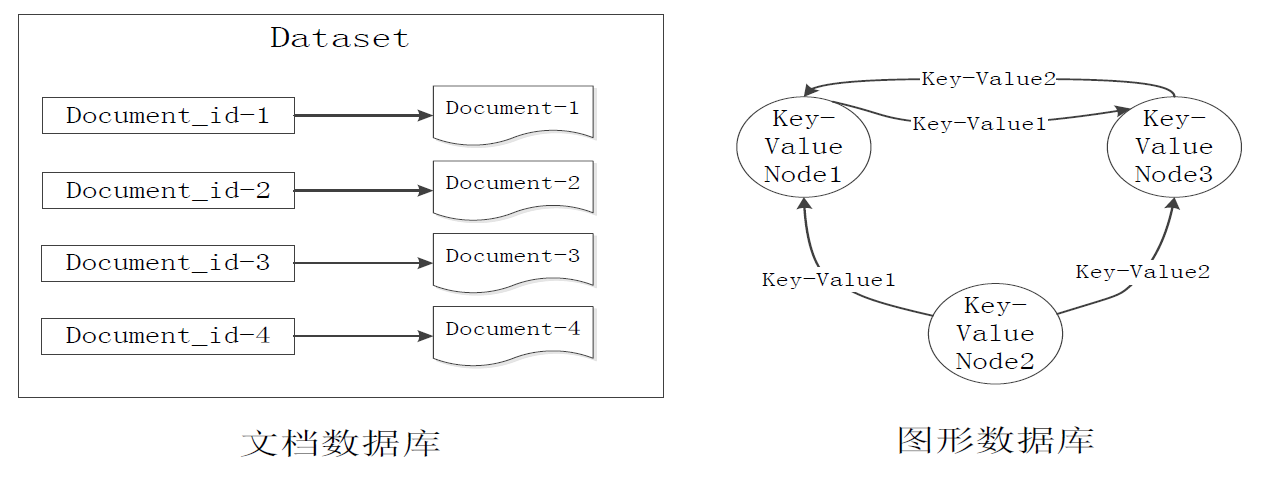 Dataset
Document_id-1
Document-1
Document_id-2
Document-2
Document_id-3
Document-3
Document_id-4
Document-4
文档数据库
Key-Value2
Key-Value1
Key-
Value
Node1
Key-
Value
Node3
Key-Value1
Key-Value2
Key-
Value
Node2
图形数据库